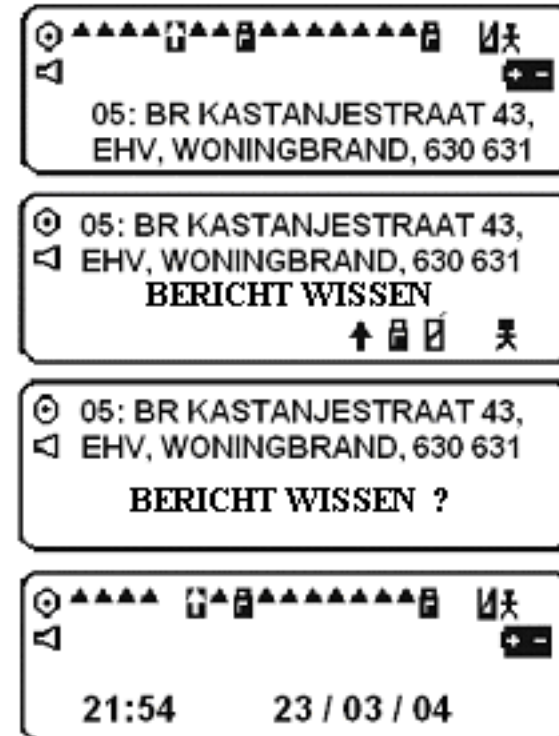 05: BR KASTANJESTRAAT 43,
EHV, WONINGBRAND, 630 631
05: BR KASTANJESTRAAT 43,
EHV, WONINGBRAND, 630 631
BERICHT WISSEN
05: BR KASTANJESTRAAT 43,
EHV, WONINGBRAND, 630 631
BERICHT WISSEN ?
21:54 23 / 03 / 04